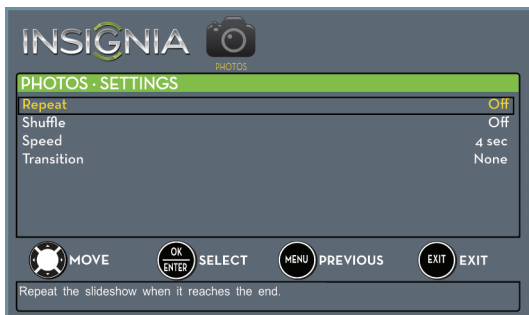 INSIGNIA
PHOTOS
PHOTOS · SETTINGS
Repeat Off
Shuffle Off
Speed 4 sec
Transition None
MOVE OK ENTER SELECT MENU PREVIOUS EXIT EXIT
Repeat the slideshow when it reaches the end.